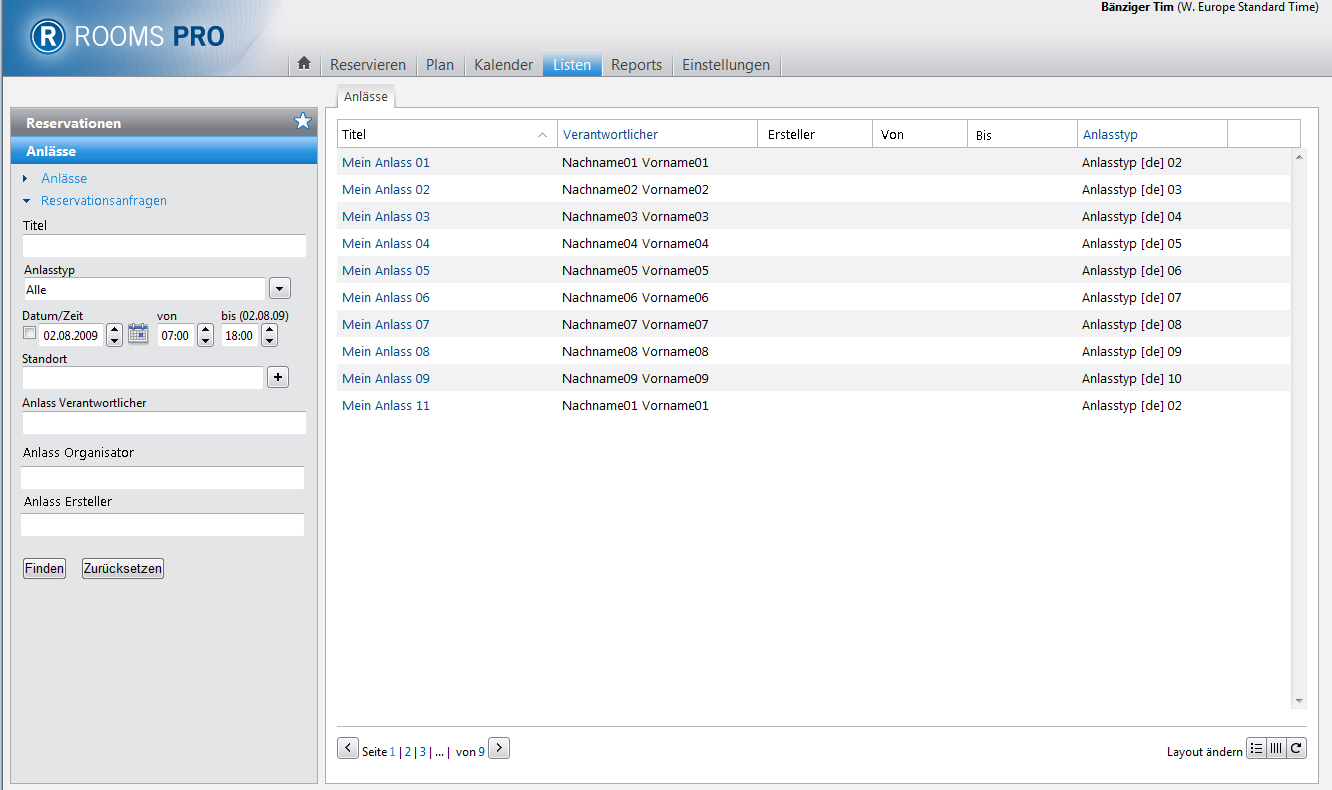 Bänziger Tim (W. Europe Standard Time)
R ROOMS PRO
Reservieren Plan Kalender Listen Reports Einstellungen
Reservationen
Anlässe
Anlässe
Reservationsanfragen
Titel
Anlasstyp
Alle
Datum/Zeit von bis (02.08.09)
02.08.2009 07:00 18:00
Standort
+
Anlass Verantwortlicher
Anlass Organisator
Anlass Ersteller
Finden Zurücksetzen
Anlässe
Titel Verantwortlicher Ersteller Von Bis Anlasstyp
Mein Anlass 01 Nachname01 Vorname01 Anlasstyp [de] 02
Mein Anlass 02 Nachname02 Vorname02 Anlasstyp [de] 03
Mein Anlass 03 Nachname03 Vorname03 Anlasstyp [de] 04
Mein Anlass 04 Nachname04 Vorname04 Anlasstyp [de] 05
Mein Anlass 05 Nachname05 Vorname05 Anlasstyp [de] 06
Mein Anlass 06 Nachname06 Vorname06 Anlasstyp [de] 07
Mein Anlass 07 Nachname07 Vorname07 Anlasstyp [de] 08
Mein Anlass 08 Nachname08 Vorname08 Anlasstyp [de] 09
Mein Anlass 09 Nachname09 Vorname09 Anlasstyp [de] 10
Mein Anlass 11 Nachname01 Vorname01 Anlasstyp [de] 02
Seite 1 | 2 | 3 | ... | von 9
Layout ändern